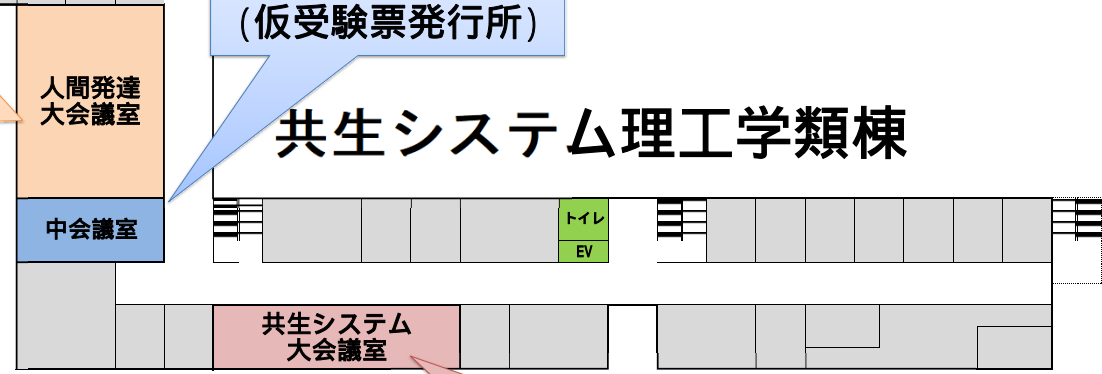 (仮受験票発行所)
人間発達
大会議室
共生システム理工学類棟
中会議室
トイレ
EV
共生システム
大会議室